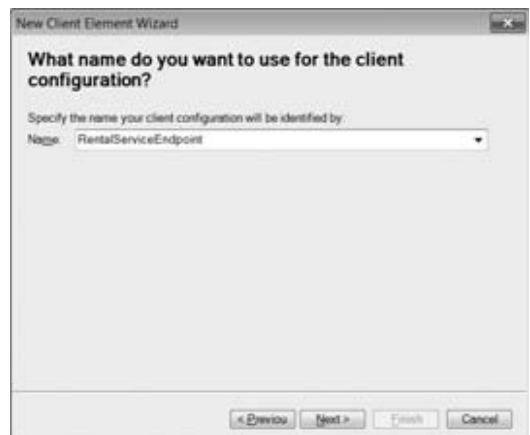 New Client Element Wizard
What name do you want to use for the client
configuration?
Specify the name your client configuration will be identified by:
Name: RentalServiceEndpoint
< Previou Next > Finish Cancel